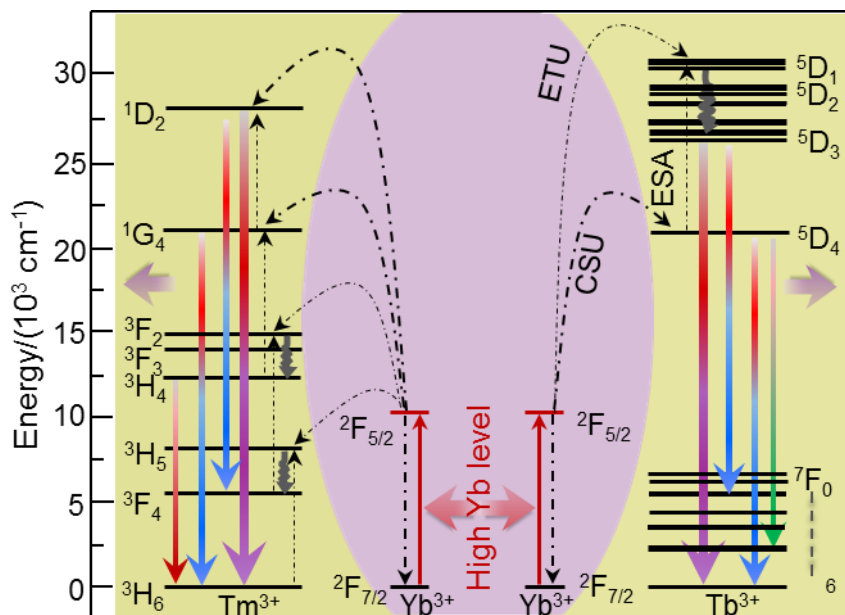 Energy/(10³ cm⁻¹)
30
25
20
15
10
5
0
¹D₂
¹G₄
³F₂
³F₃
³H₄
³H₅
³F₄
³H₆
Tm³⁺
²F₅/₂
²F₇/₂
Yb³⁺
High Yb level
ETU
CSU
ESA
²F₅/₂
²F₇/₂
Yb³⁺
⁵D₁
⁵D₂
⁵D₃
⁵D₄
⁷F₀
6
Tb³⁺